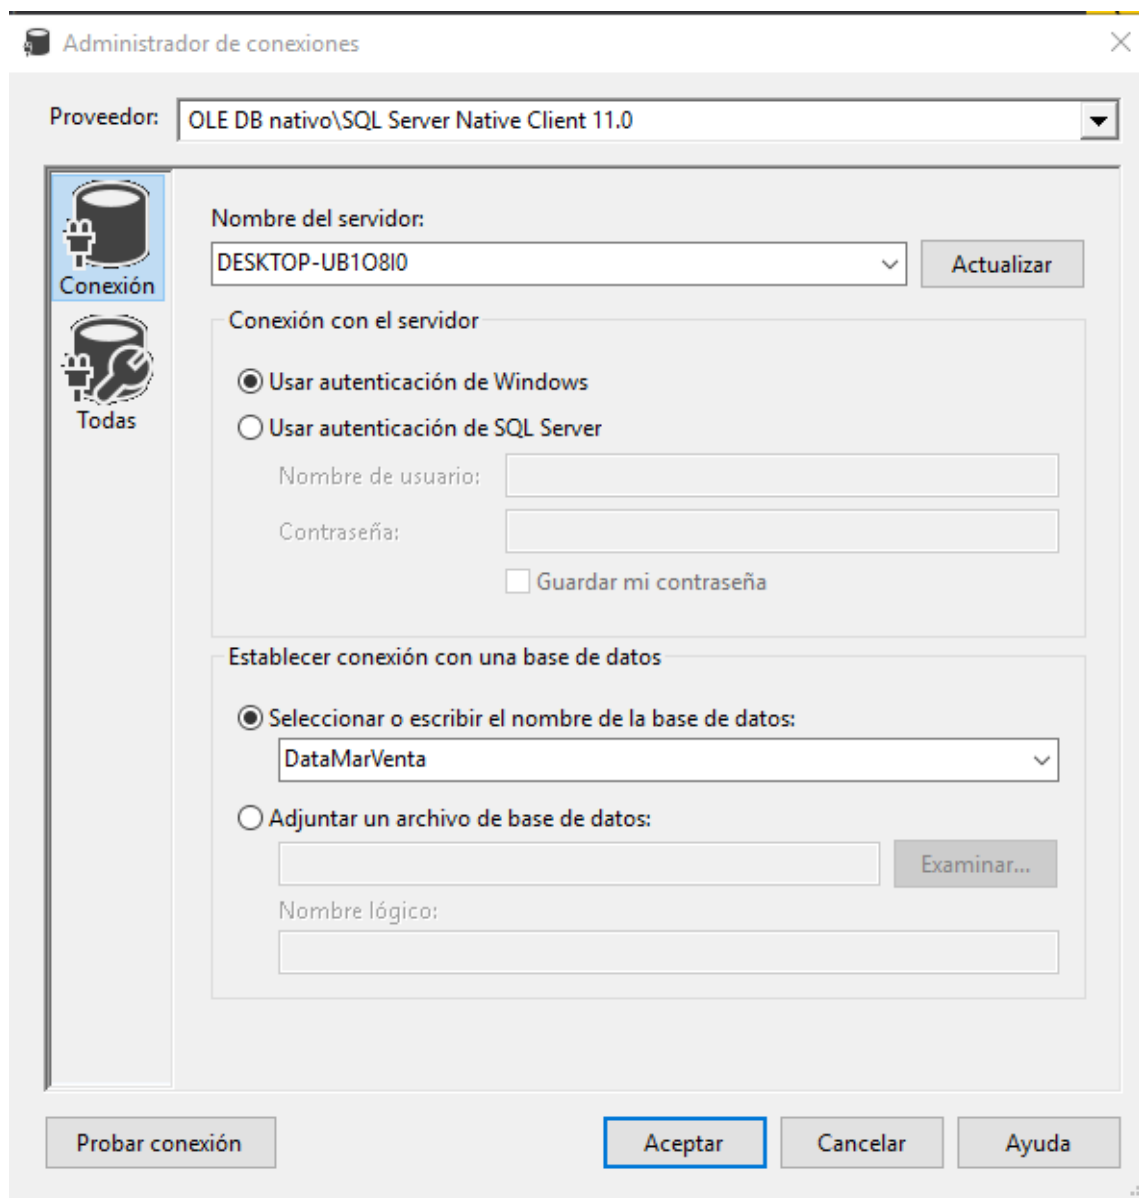 Administrador de conexiones
Proveedor: OLE DB nativo\SQL Server Native Client 11.0
Conexión
Todas
Nombre del servidor:
DESKTOP-UB1O8I0
Actualizar
Conexión con el servidor
Usar autenticación de Windows
Usar autenticación de SQL Server
Nombre de usuario:
Contraseña:
Guardar mi contraseña
Establecer conexión con una base de datos
Seleccionar o escribir el nombre de la base de datos:
DataMarVenta
Adjuntar un archivo de base de datos:
Examinar...
Nombre lógico:
Probar conexión
Aceptar
Cancelar
Ayuda